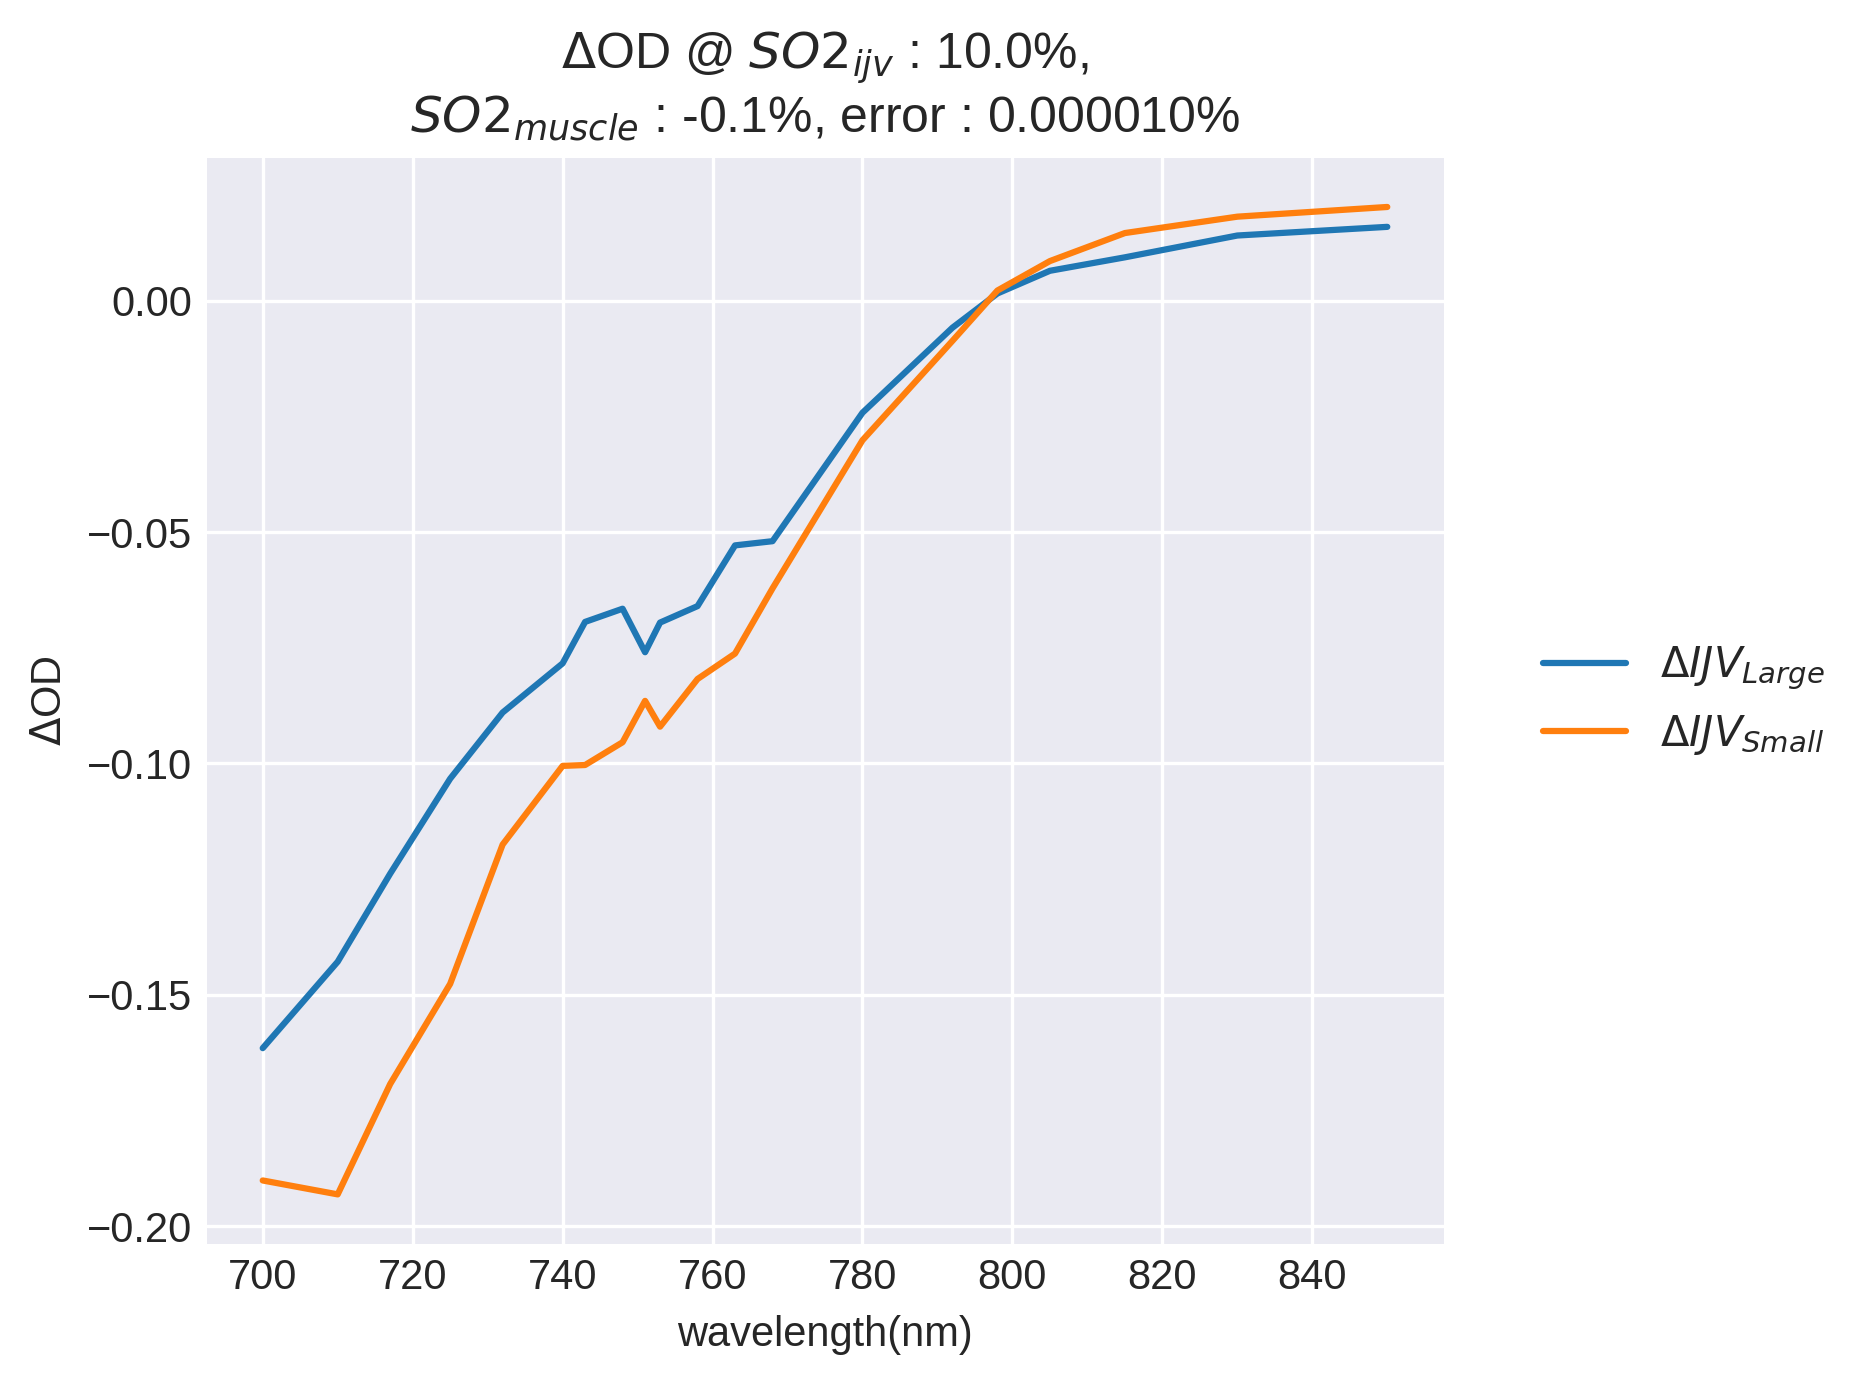 ΔOD @ SO2ijv : 10.0%,
SO2muscle : -0.1%, error : 0.000010%
0.00
−0.05
−0.10
−0.15
−0.20
ΔOD
700 720 740 760 780 800 820 840
wavelength(nm)
ΔIJVLarge
ΔIJVSmall